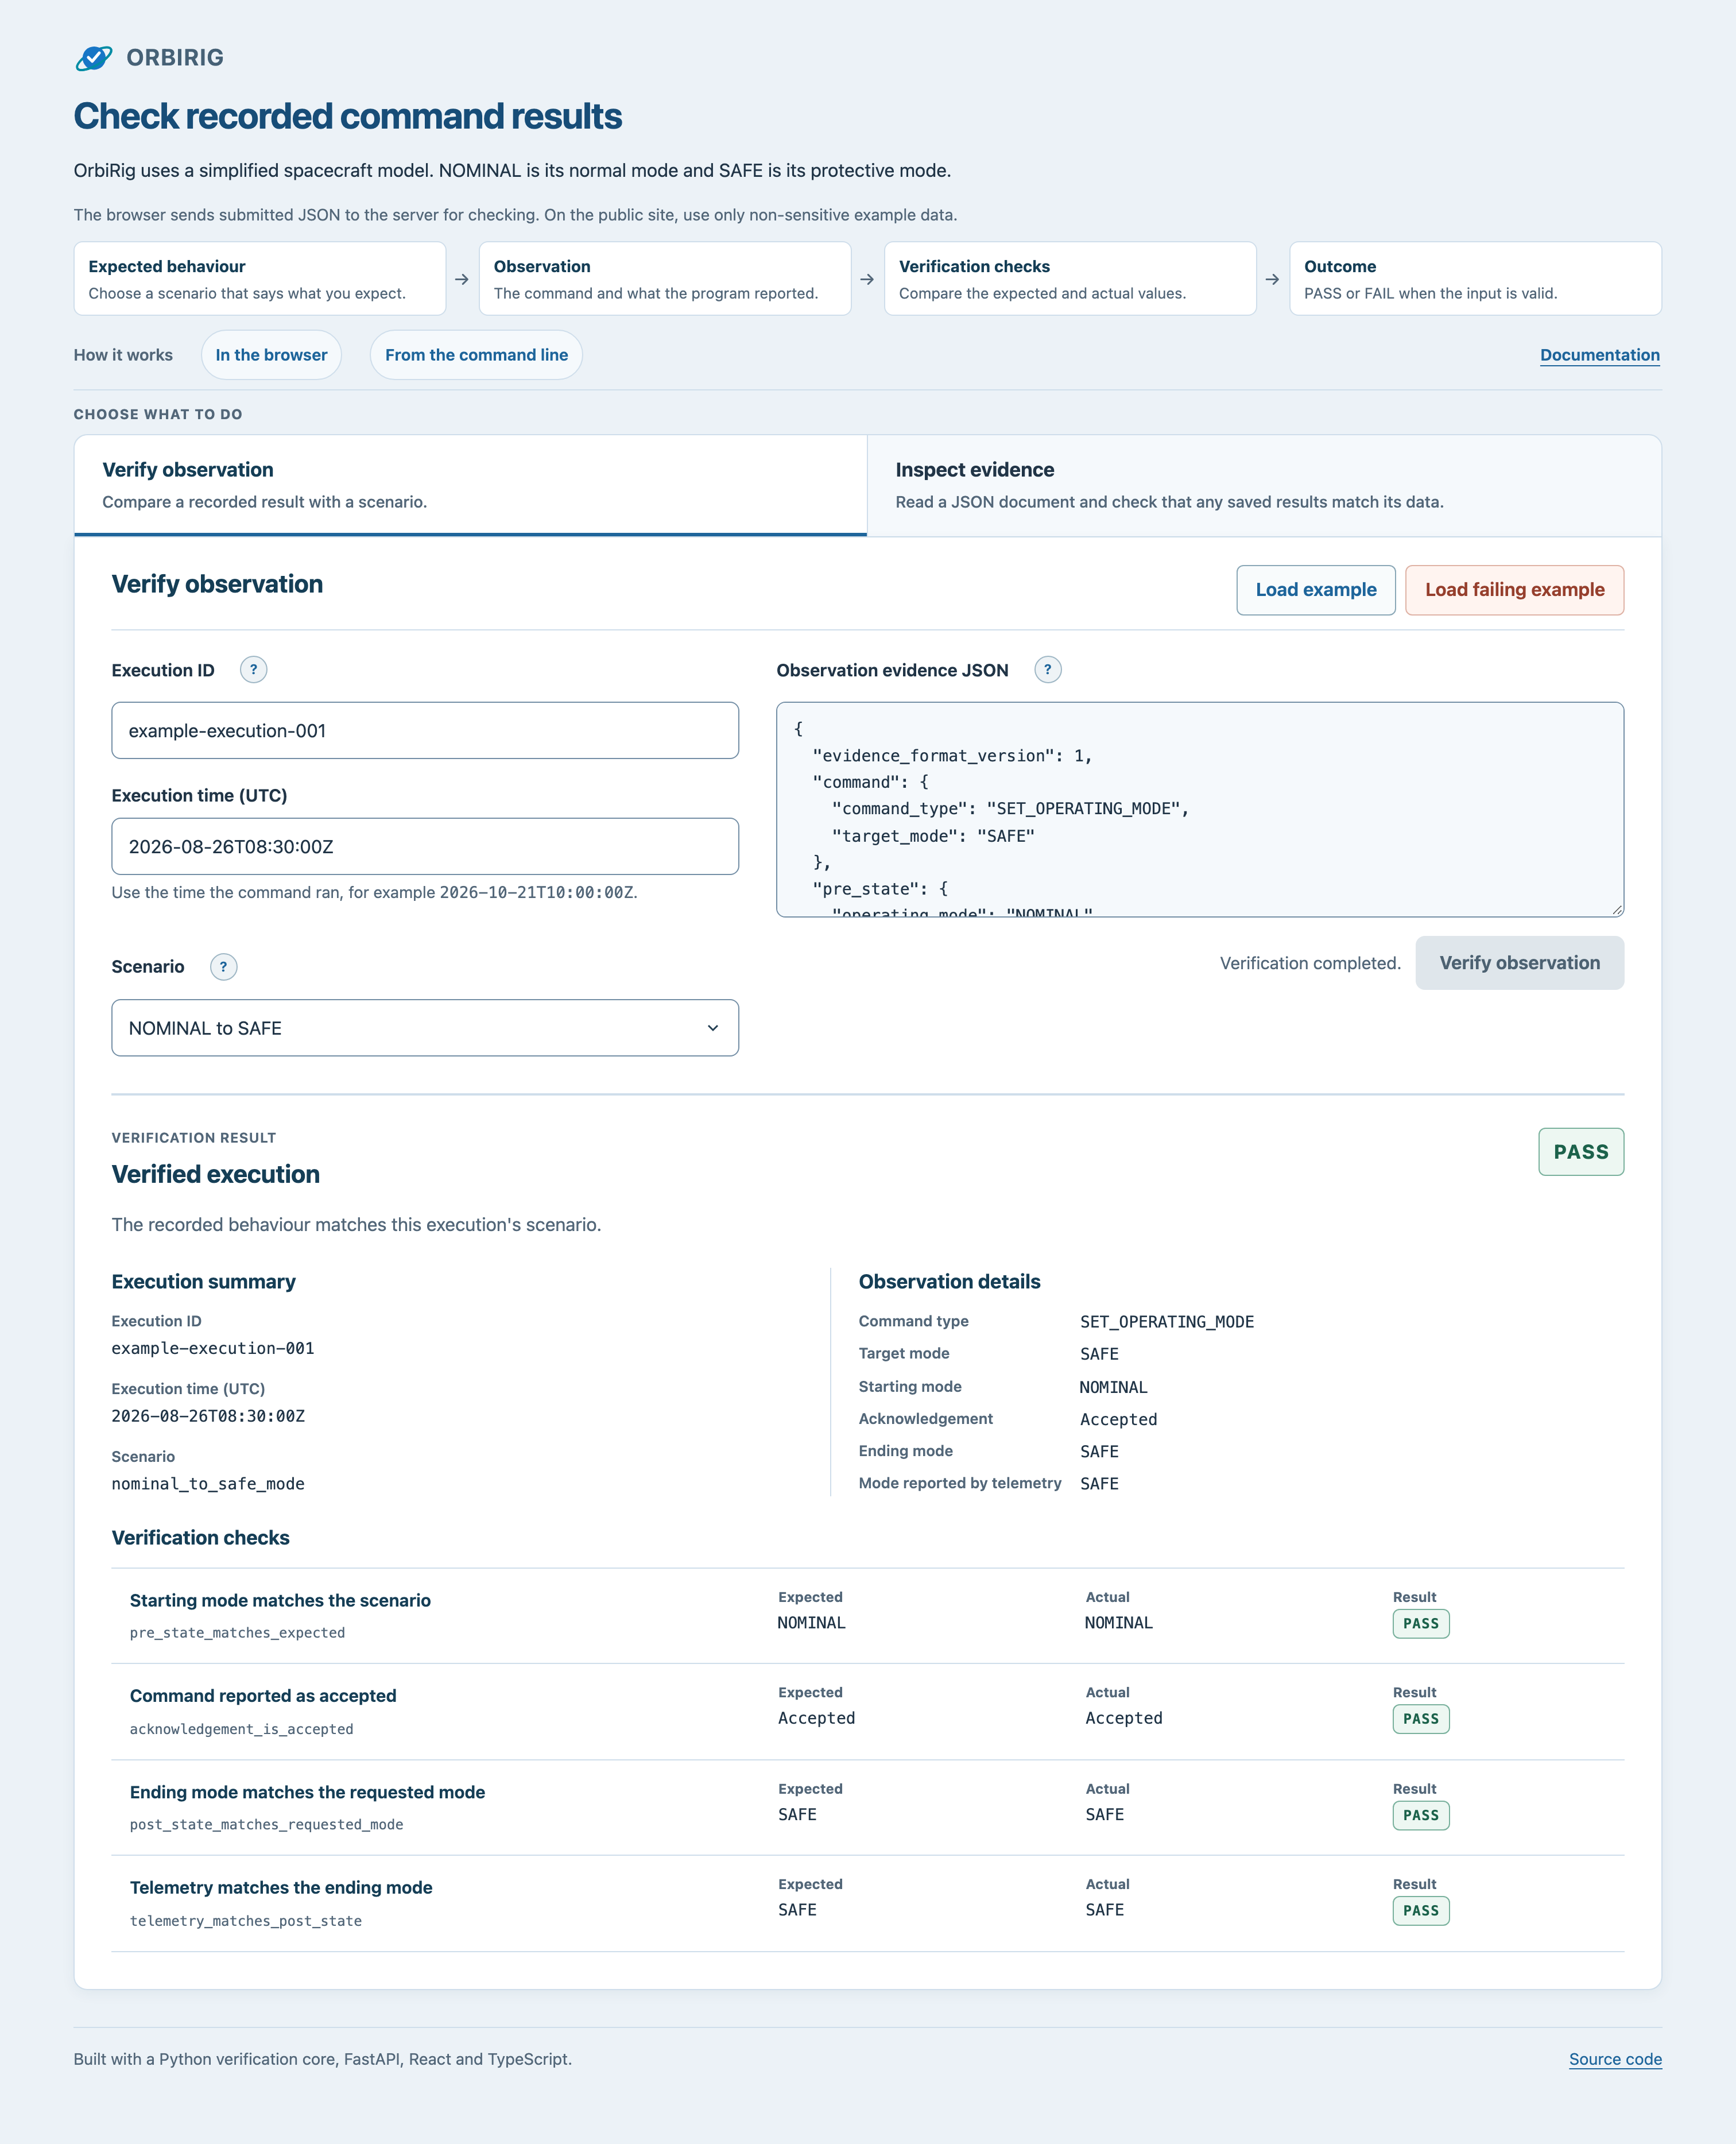 ORBIRIG
Check recorded command results
OrbiRig uses a simplified spacecraft model. NOMINAL is its normal mode and SAFE is its protective mode.
The browser sends submitted JSON to the server for checking. On the public site, use only non-sensitive example data.
Expected behaviour
Choose a scenario that says what you expect.
→
Observation
The command and what the program reported.
→
Verification checks
Compare the expected and actual values.
→
Outcome
PASS or FAIL when the input is valid.
How it works
In the browser
From the command line
Documentation
CHOOSE WHAT TO DO
Verify observation
Compare a recorded result with a scenario.
Inspect evidence
Read a JSON document and check that any saved results match its data.
Verify observation
Load example
Load failing example
Execution ID ?
example-execution-001
Execution time (UTC)
2026-08-26T08:30:00Z
Use the time the command ran, for example 2026-10-21T10:00:00Z.
Scenario ?
NOMINAL to SAFE
Observation evidence JSON ?
{
"evidence_format_version": 1,
"command": {
"command_type": "SET_OPERATING_MODE",
"target_mode": "SAFE"
},
"pre_state": {
"operating_mode": "NOMINAL"
Verification completed.
Verify observation
VERIFICATION RESULT
Verified execution
PASS
The recorded behaviour matches this execution's scenario.
Execution summary
Execution ID
example-execution-001
Execution time (UTC)
2026-08-26T08:30:00Z
Scenario
nominal_to_safe_mode
Observation details
Command type SET_OPERATING_MODE
Target mode SAFE
Starting mode NOMINAL
Acknowledgement Accepted
Ending mode SAFE
Mode reported by telemetry SAFE
Verification checks
Starting mode matches the scenario
pre_state_matches_expected
Expected
NOMINAL
Actual
NOMINAL
Result
PASS
Command reported as accepted
acknowledgement_is_accepted
Expected
Accepted
Actual
Accepted
Result
PASS
Ending mode matches the requested mode
post_state_matches_requested_mode
Expected
SAFE
Actual
SAFE
Result
PASS
Telemetry matches the ending mode
telemetry_matches_post_state
Expected
SAFE
Actual
SAFE
Result
PASS
Built with a Python verification core, FastAPI, React and TypeScript.
Source code